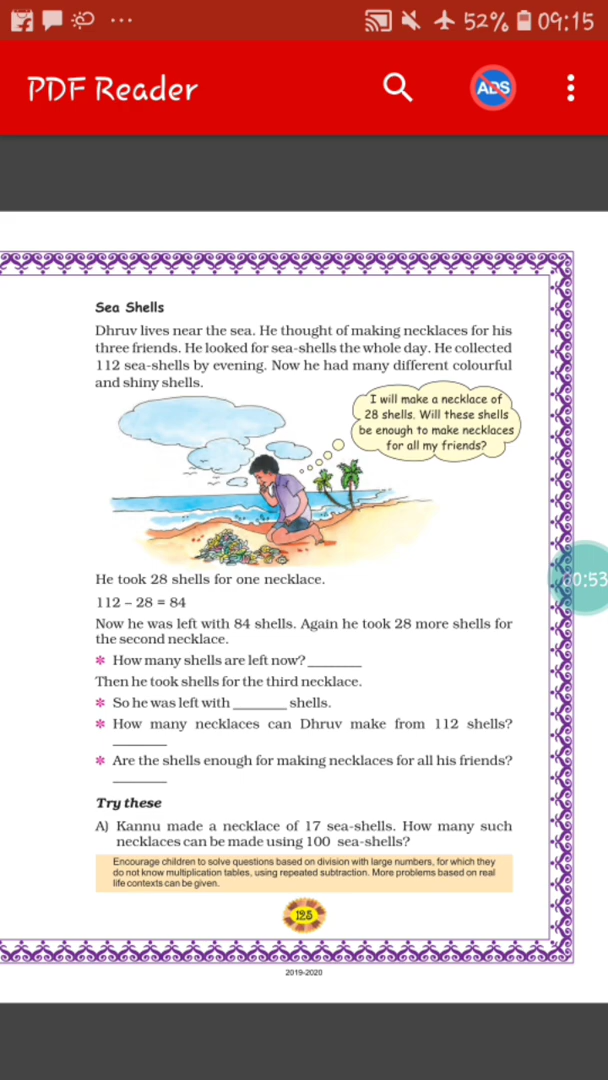 52% 09:15
PDF Reader
ADS
Sea Shells
Dhruv lives near the sea. He thought of making necklaces for his
three friends. He looked for sea-shells the whole day. He collected
112 sea-shells by evening. Now he had many different colourful
and shiny shells.
I will make a necklace of
28 shells. Will these shells
be enough to make necklaces
for all my friends?
He took 28 shells for one necklace.
112 – 28 = 84
Now he was left with 84 shells. Again he took 28 more shells for
the second necklace.
* How many shells are left now? ________
Then he took shells for the third necklace.
* So he was left with ________ shells.
* How many necklaces can Dhruv make from 112 shells?
________
* Are the shells enough for making necklaces for all his friends?
________
Try these
A) Kannu made a necklace of 17 sea-shells. How many such
necklaces can be made using 100 sea-shells?
Encourage children to solve questions based on division with large numbers, for which they
do not know multiplication tables, using repeated subtraction. More problems based on real
life contexts can be given.
125
2019-2020